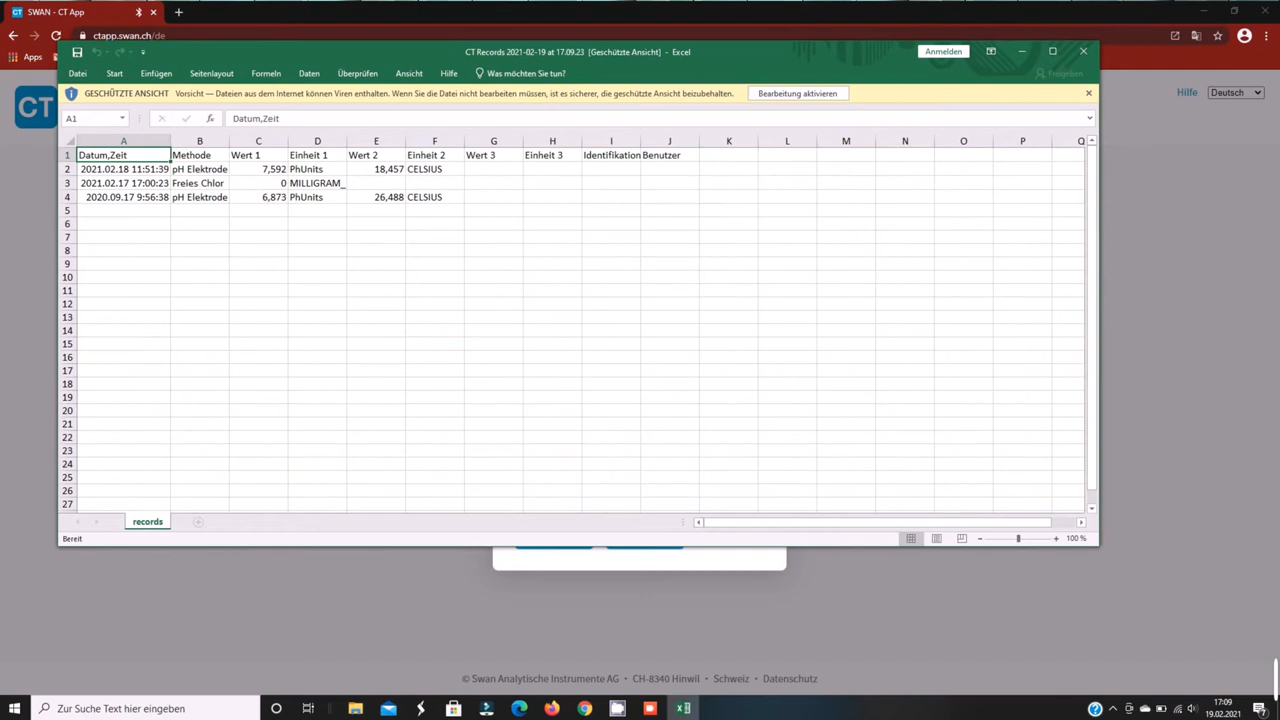 SWAN - CT App
ctapp.swan.ch/de
Apps
CT Records 2021-02-19 at 17.09.23 [Geschützte Ansicht] - Excel
Anmelden
Datei Start Einfügen Seitenlayout Formeln Daten Überprüfen Ansicht Hilfe Was möchten Sie tun? Freigeben
GESCHÜTZTE ANSICHT Vorsicht — Dateien aus dem Internet können Viren enthalten. Wenn Sie die Datei nicht bearbeiten müssen, ist es sicherer, die geschützte Ansicht beizubehalten. Bearbeitung aktivieren
CT
Hilfe Deutsch
A1 fx Datum,Zeit
A B C D E F G H I J K L M N O P Q
1 Datum,Zeit Methode Wert 1 Einheit 1 Wert 2 Einheit 2 Wert 3 Einheit 3 Identifikation Benutzer
2 2021.02.18 11:51:39 pH Elektrode 7,592 PhUnits 18,457 CELSIUS
3 2021.02.17 17:00:23 Freies Chlor 0 MILLIGRAM_
4 2020.09.17 9:56:38 pH Elektrode 6,873 PhUnits 26,488 CELSIUS
5
6
7
8
9
10
11
12
13
14
15
16
17
18
19
20
21
22
23
24
25
26
27
records
Bereit 100 %
© Swan Analytische Instrumente AG • CH-8340 Hinwil • Schweiz • Datenschutz
Zur Suche Text hier eingeben
17:09
19.02.2021